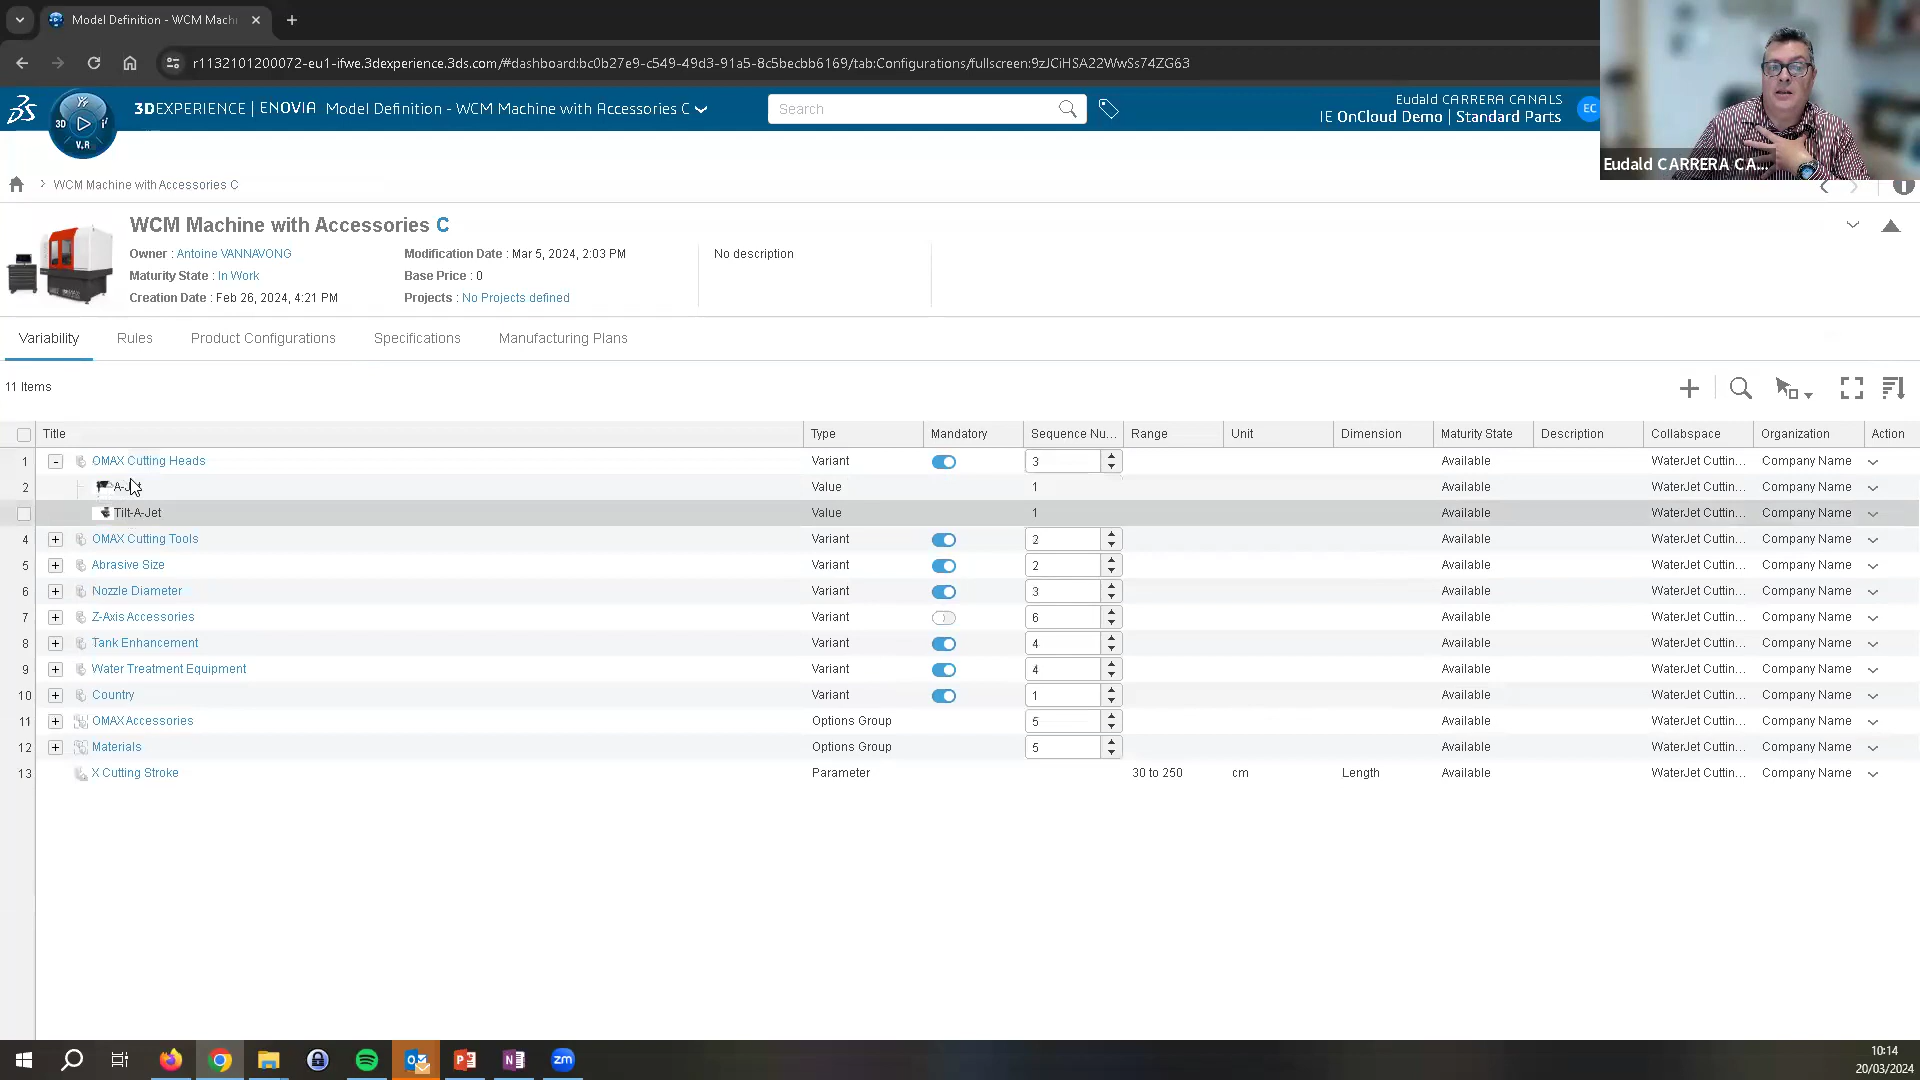 Model Definition - WCM Machi
r1132101200072-eu1-ifwe.3dexperience.3ds.com/#dashboard:bc0b27e9-c549-49d3-91a5-8c5becbb6169/tab:Configurations/fullscreen:9zJCiHSA22WwSs74ZG63
3DEXPERIENCE | ENOVIA Model Definition - WCM Machine with Accessories C
Search
Eudald CARRERA CANALS
IE OnCloud Demo | Standard Parts
EC
3D
V.R
Eudald CARRERA CA...
WCM Machine with Accessories C
WCM Machine with Accessories C
Owner : Antoine VANNAVONG
Maturity State : In Work
Creation Date : Feb 26, 2024, 4:21 PM
Modification Date : Mar 5, 2024, 2:03 PM
Base Price : 0
Projects : No Projects defined
No description
Variability Rules Product Configurations Specifications Manufacturing Plans
11 Items
Title Type Mandatory Sequence Nu... Range Unit Dimension Maturity State Description Collabspace Organization Action
1 OMAX Cutting Heads Variant 3 Available WaterJet Cuttin... Company Name
2 Value 1 Available WaterJet Cuttin... Company Name
Tilt-A-Jet Value 1 Available WaterJet Cuttin... Company Name
4 OMAX Cutting Tools Variant 2 Available WaterJet Cuttin... Company Name
5 Abrasive Size Variant 2 Available WaterJet Cuttin... Company Name
6 Nozzle Diameter Variant 3 Available WaterJet Cuttin... Company Name
7 Z-Axis Accessories Variant 6 Available WaterJet Cuttin... Company Name
8 Tank Enhancement Variant 4 Available WaterJet Cuttin... Company Name
9 Water Treatment Equipment Variant 4 Available WaterJet Cuttin... Company Name
10 Country Variant 1 Available WaterJet Cuttin... Company Name
11 OMAX Accessories Options Group 5 Available WaterJet Cuttin... Company Name
12 Materials Options Group 5 Available WaterJet Cuttin... Company Name
13 X Cutting Stroke Parameter 30 to 250 cm Length Available WaterJet Cuttin... Company Name
zm
10:14
20/03/2024